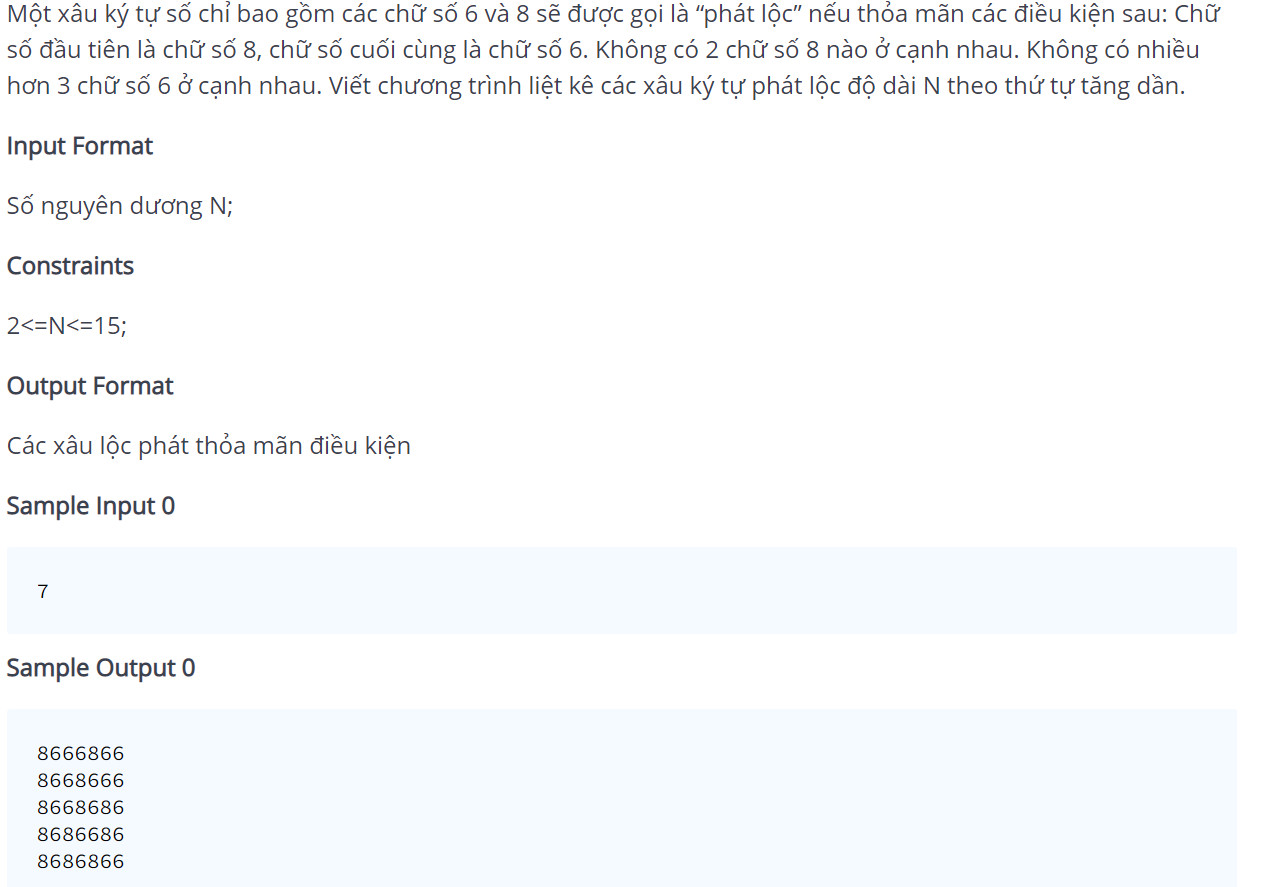 Một xâu ký tự số chỉ bao gồm các chữ số 6 và 8 sẽ được gọi là “phát lộc” nếu thỏa mãn các điều kiện sau: Chữ
số đầu tiên là chữ số 8, chữ số cuối cùng là chữ số 6. Không có 2 chữ số 8 nào ở cạnh nhau. Không có nhiều
hơn 3 chữ số 6 ở cạnh nhau. Viết chương trình liệt kê các xâu ký tự phát lộc độ dài N theo thứ tự tăng dần.
Input Format
Số nguyên dương N;
Constraints
2<=N<=15;
Output Format
Các xâu lộc phát thỏa mãn điều kiện
Sample Input 0
7
Sample Output 0
8666866
8668666
8668686
8686686
8686866